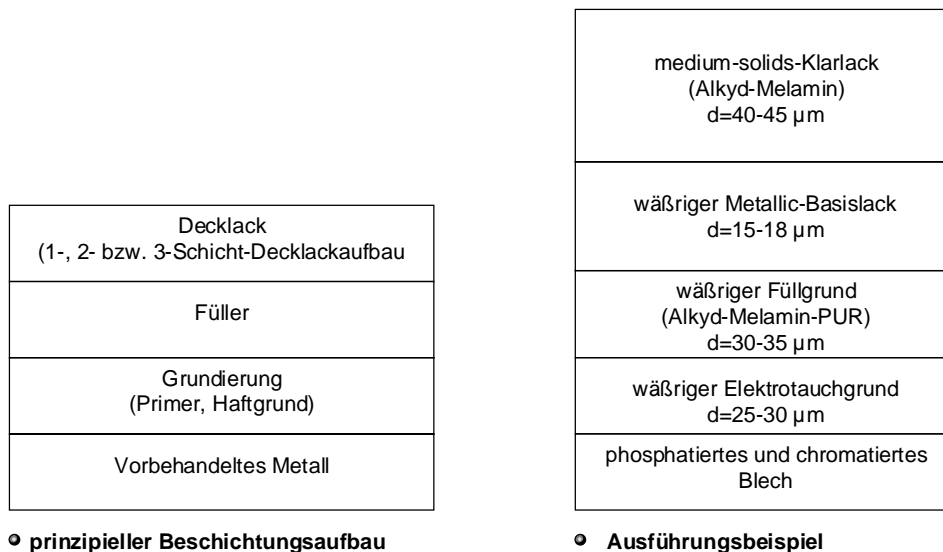 Decklack
(1-, 2- bzw. 3-Schicht-Decklackaufbau
Füller
Grundierung
(Primer, Haftgrund)
Vorbehandeltes Metall
prinzipieller Beschichtungsaufbau
medium-solids-Klarlack
(Alkyd-Melamin)
d=40-45 µm
wäßriger Metallic-Basislack
d=15-18 µm
wäßriger Füllgrund
(Alkyd-Melamin-PUR)
d=30-35 µm
wäßriger Elektrotauchgrund
d=25-30 µm
phosphatiertes und chromatiertes
Blech
Ausführungsbeispiel